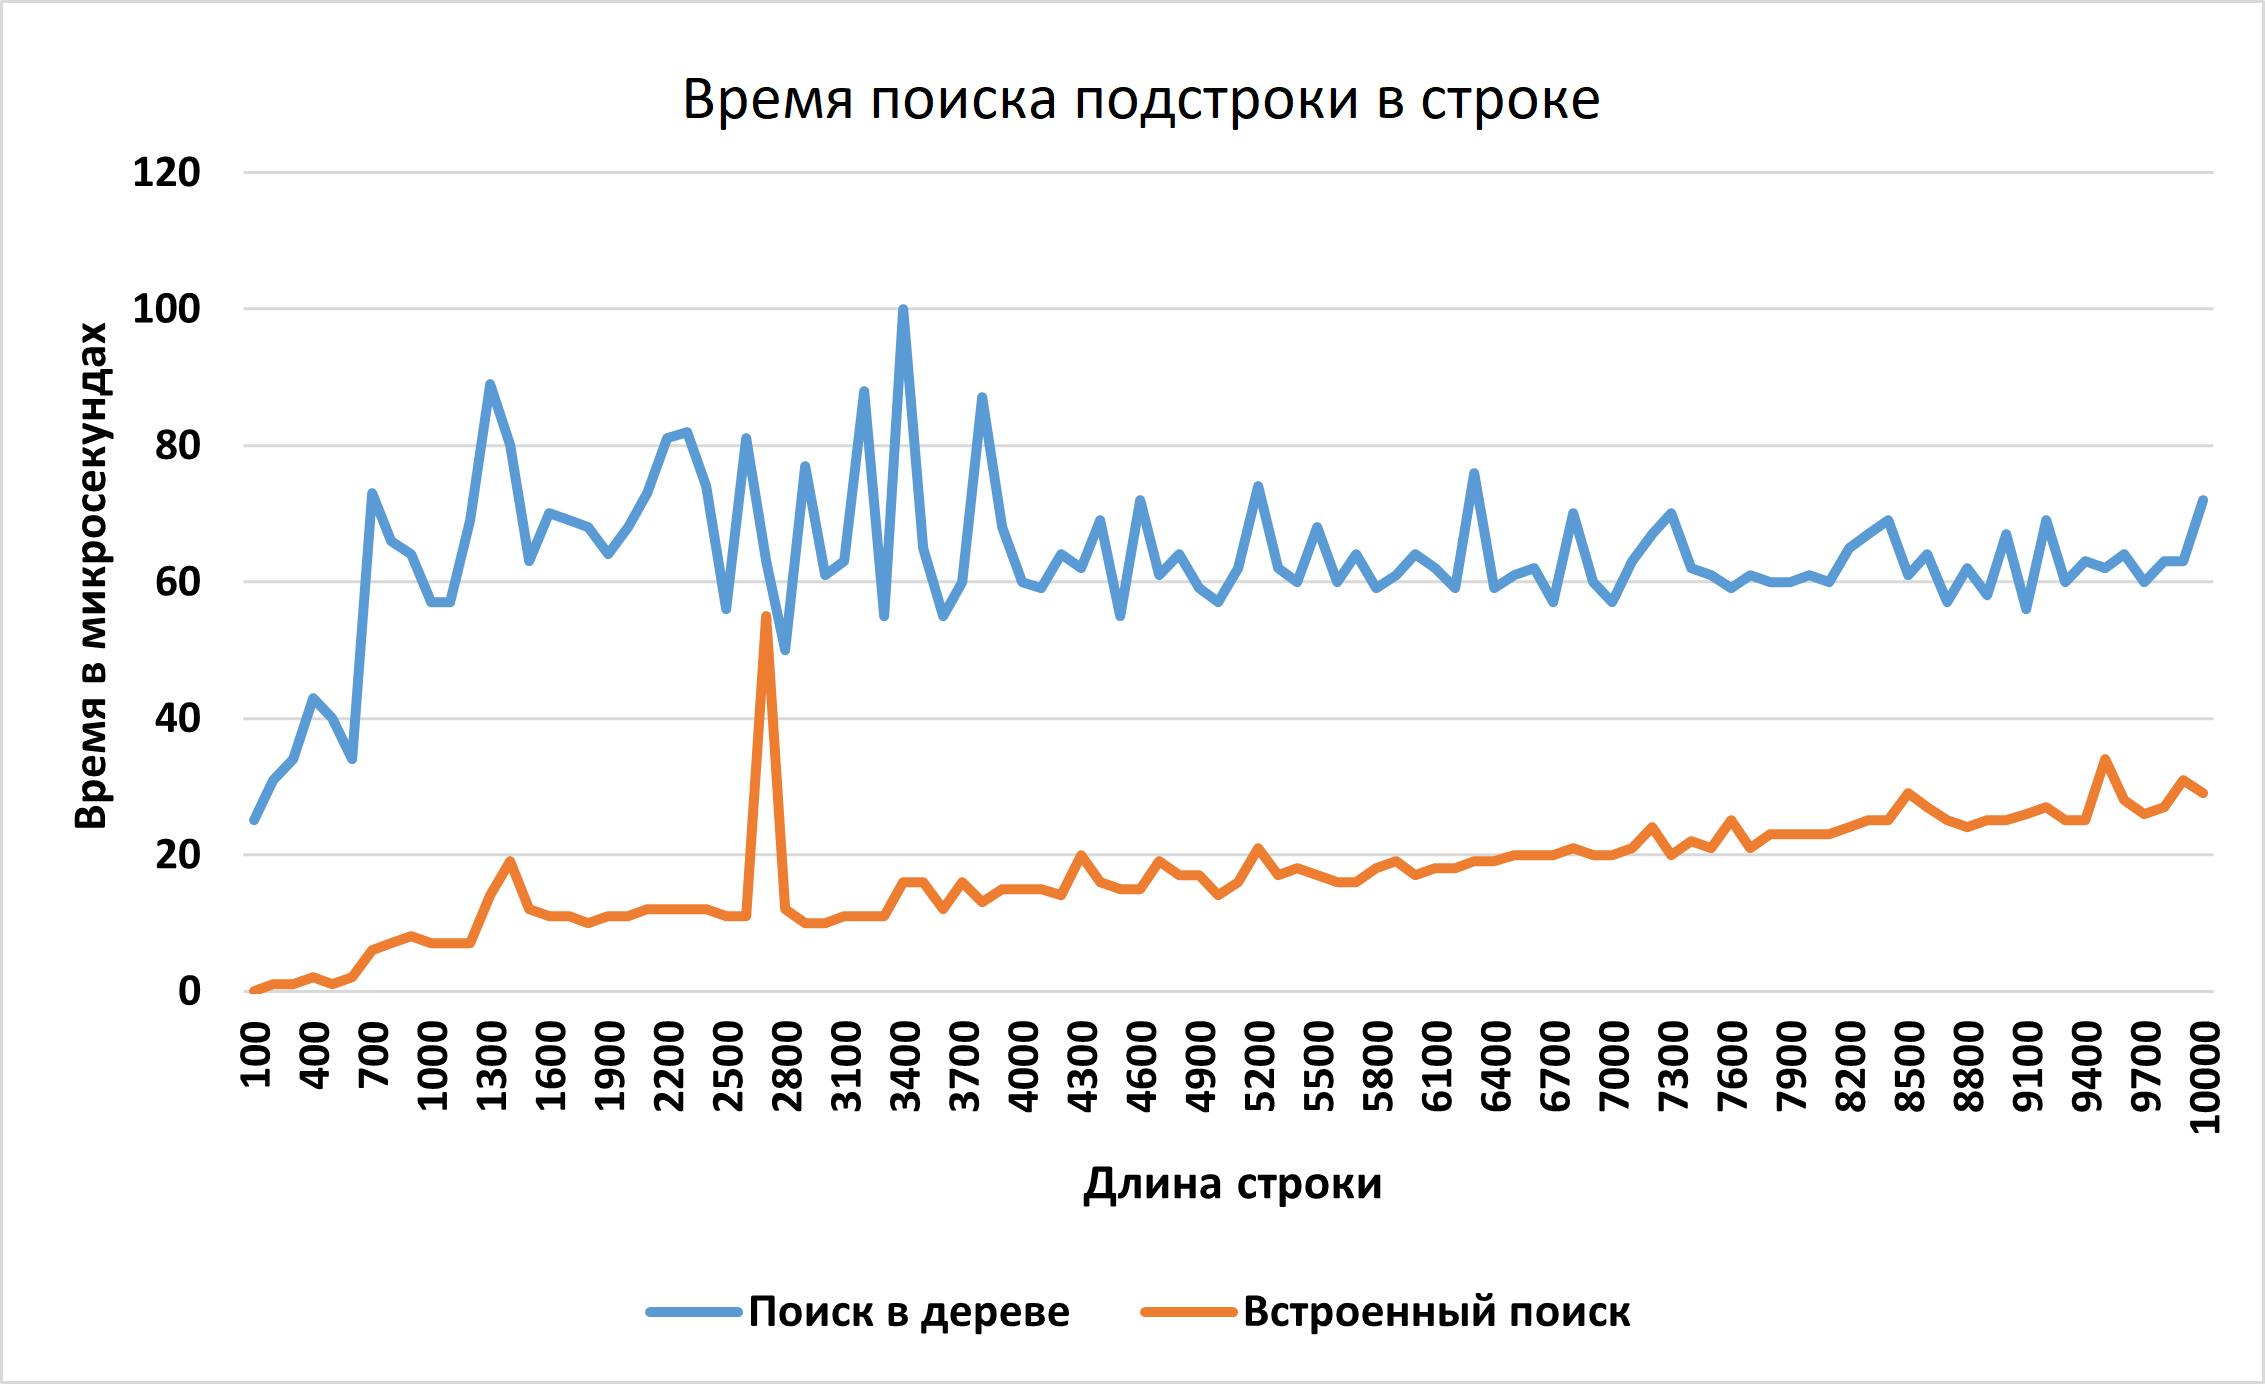 Время поиска подстроки в строке
120
100
80
60
40
20
0
Время в микросекундах
100 400 700 1000 1300 1600 1900 2200 2500 2800 3100 3400 3700 4000 4300 4600 4900 5200 5500 5800 6100 6400 6700 7000 7300 7600 7900 8200 8500 8800 9100 9400 9700 10000
Длина строки
Поиск в дереве Встроенный поиск